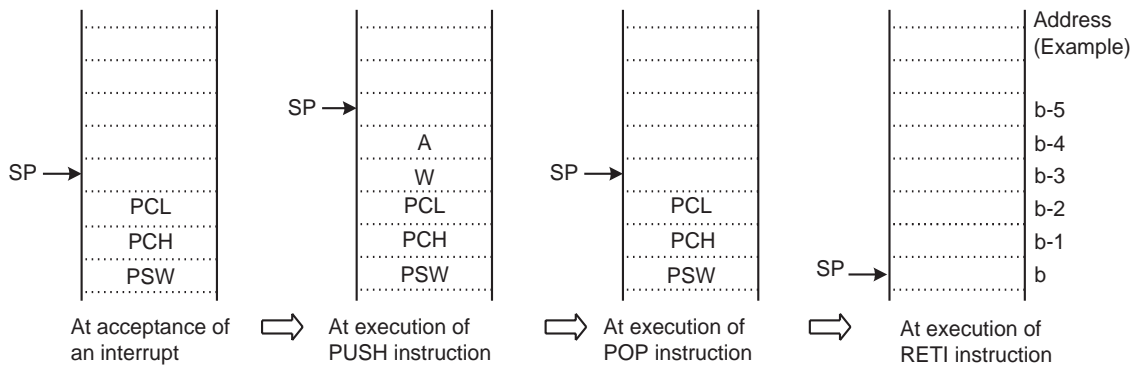 Address
(Example)
SP
b-5
A
b-4
SP
W
SP
b-3
PCL
PCL
PCL
b-2
PCH
PCH
PCH
b-1
PSW
PSW
PSW
SP
b
At acceptance of
an interrupt
At execution of
PUSH instruction
At execution of
POP instruction
At execution of
RETI instruction